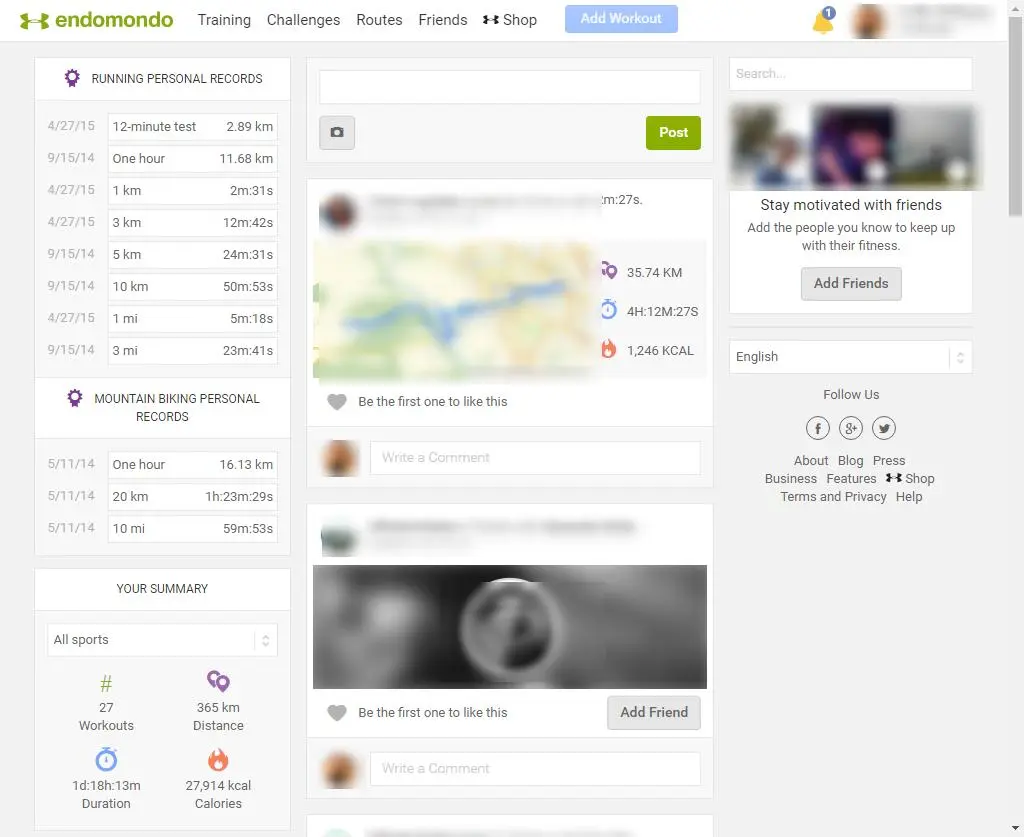 endomondo Training Challenges Routes Friends Shop Add Workout 1
RUNNING PERSONAL RECORDS
4/27/15 12-minute test 2.89 km
9/15/14 One hour 11.68 km
4/27/15 1 km 2m:31s
4/27/15 3 km 12m:42s
9/15/14 5 km 24m:31s
9/15/14 10 km 50m:53s
4/27/15 1 mi 5m:18s
9/15/14 3 mi 23m:41s
MOUNTAIN BIKING PERSONAL
RECORDS
5/11/14 One hour 16.13 km
5/11/14 20 km 1h:23m:29s
5/11/14 10 mi 59m:53s
YOUR SUMMARY
All sports
#
27
Workouts
365 km
Distance
1d:18h:13m
Duration
27,914 kcal
Calories
Post
m:27s.
35.74 KM
4H:12M:27S
1,246 KCAL
Be the first one to like this
Write a Comment
Be the first one to like this
Add Friend
Write a Comment
Search...
Stay motivated with friends
Add the people you know to keep up
with their fitness.
Add Friends
English
Follow Us
f g+
About Blog Press
Business Features Shop
Terms and Privacy Help